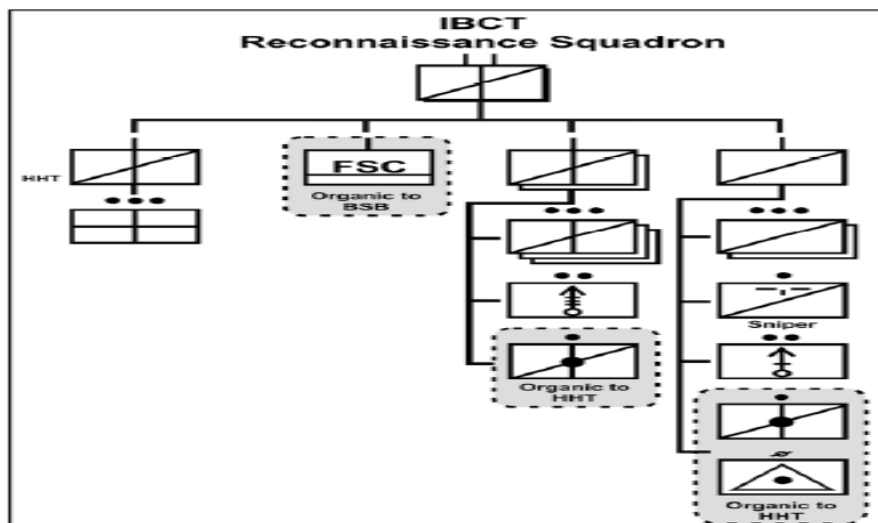 IBCT
Reconnaissance Squadron
HHT
FSC
Organic to
BSB
Sniper
Organic to
HHT
Organic to
HHT